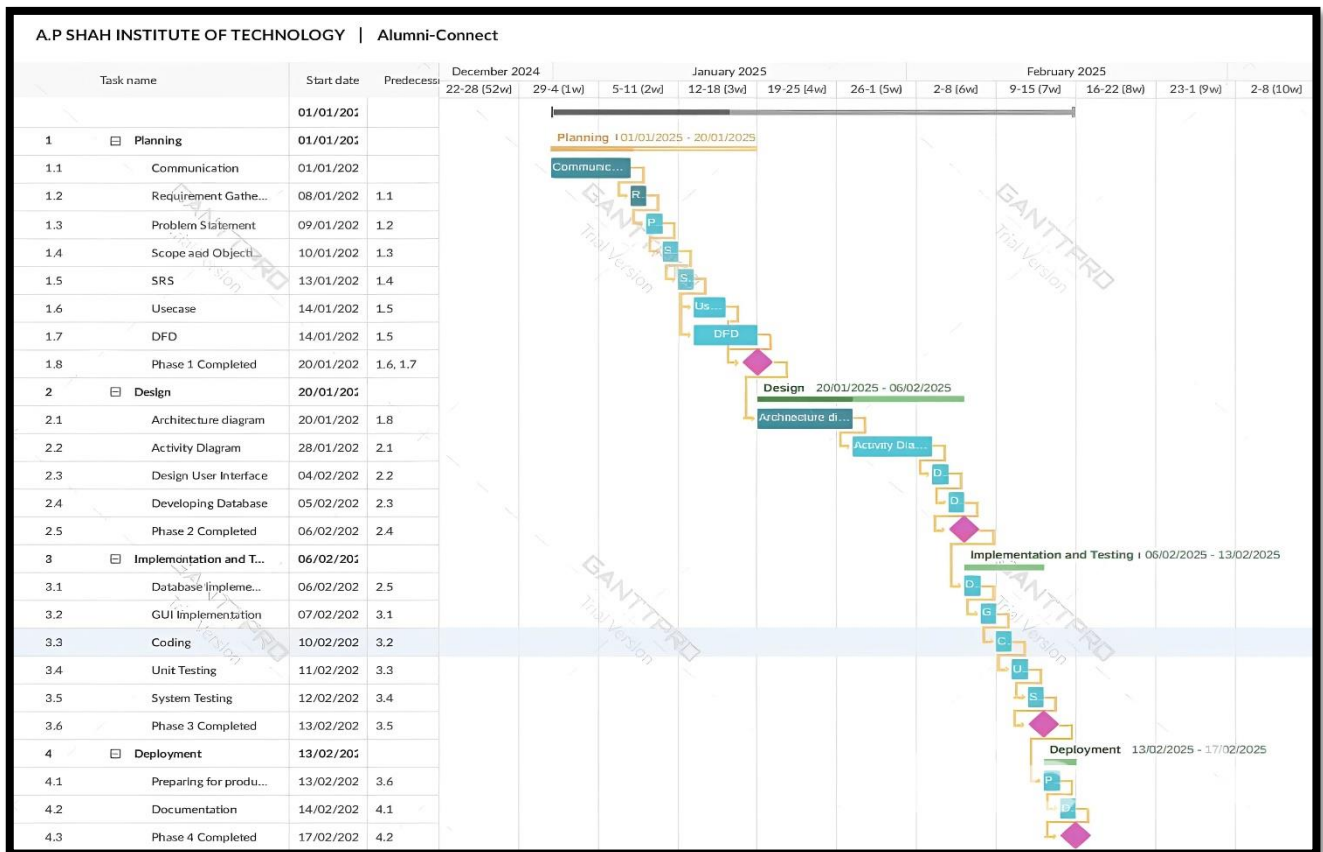 A.P SHAH INSTITUTE OF TECHNOLOGY | Alumni-Connect
Task name Start date Predecess
December 2024 January 2025 February 2025
22-28 (52w) 29-4 (1w) 5-11 (2w) 12-18 (3w) 19-25 (4w) 26-1 (5w) 2-8 (6w) 9-15 (7w) 16-22 (8w) 23-1 (9w) 2-8 (10w)
01/01/202
1 Planning 01/01/202 Planning 01/01/2025 - 20/01/2025
1.1 Communication 01/01/202 Communic...
1.2 Requirement Gathe... 08/01/202 1.1 R
1.3 Problem Statement 09/01/202 1.2 P
1.4 Scope and Objecti... 10/01/202 1.3 S
1.5 SRS 13/01/202 1.4 S
1.6 Usecase 14/01/202 1.5 Us...
1.7 DFD 14/01/202 1.5 DFD
1.8 Phase 1 Completed 20/01/202 1.6, 1.7
2 Design 20/01/202 Design 20/01/2025 - 06/02/2025
2.1 Architecture diagram 20/01/202 1.8 Architecture di...
2.2 Activity Diagram 28/01/202 2.1 Activity Dia...
2.3 Design User Interface 04/02/202 2.2 D
2.4 Developing Database 05/02/202 2.3 D
2.5 Phase 2 Completed 06/02/202 2.4
3 Implementation and T... 06/02/202 Implementation and Testing 06/02/2025 - 13/02/2025
3.1 Database Impleme... 06/02/202 2.5 D
3.2 GUI Implementation 07/02/202 3.1 G
3.3 Coding 10/02/202 3.2 C
3.4 Unit Testing 11/02/202 3.3 U
3.5 System Testing 12/02/202 3.4 S
3.6 Phase 3 Completed 13/02/202 3.5
4 Deployment 13/02/202 Deployment 13/02/2025 - 17/02/2025
4.1 Preparing for produ... 13/02/202 3.6 P
4.2 Documentation 14/02/202 4.1 D
4.3 Phase 4 Completed 17/02/202 4.2
GANTTPRO
Trial Version
GANTTPRO
Trial Version
GANTTPRO
Trial Version
GANTTPRO
Trial Version
GANTTPRO
Trial Version
GANTTPRO
Trial Version